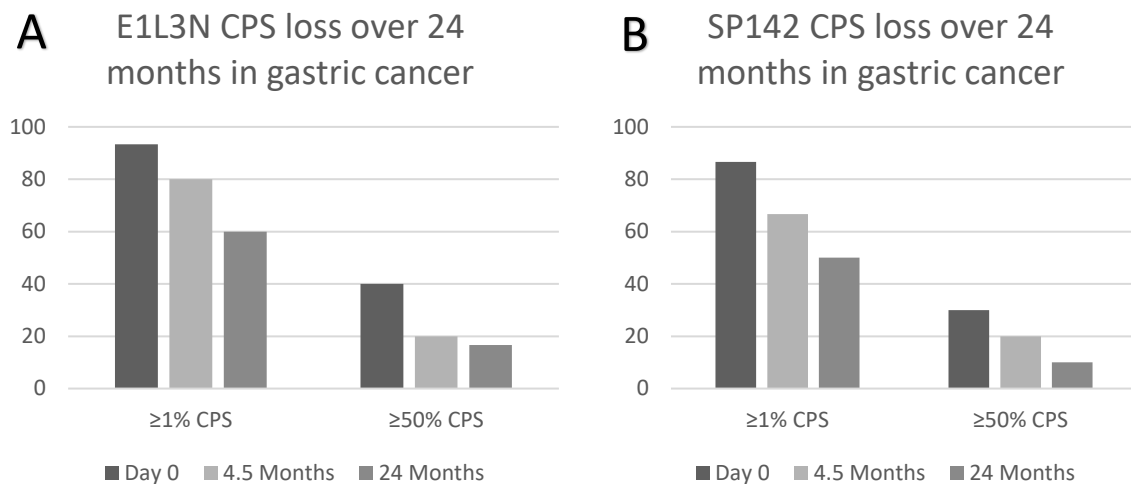 A
E1L3N CPS loss over 24
months in gastric cancer
100
80
60
40
20
0
≥1% CPS
≥50% CPS
Day 0
4.5 Months
24 Months
B
SP142 CPS loss over 24
months in gastric cancer
100
80
60
40
20
0
≥1% CPS
≥50% CPS
Day 0
4.5 Months
24 Months